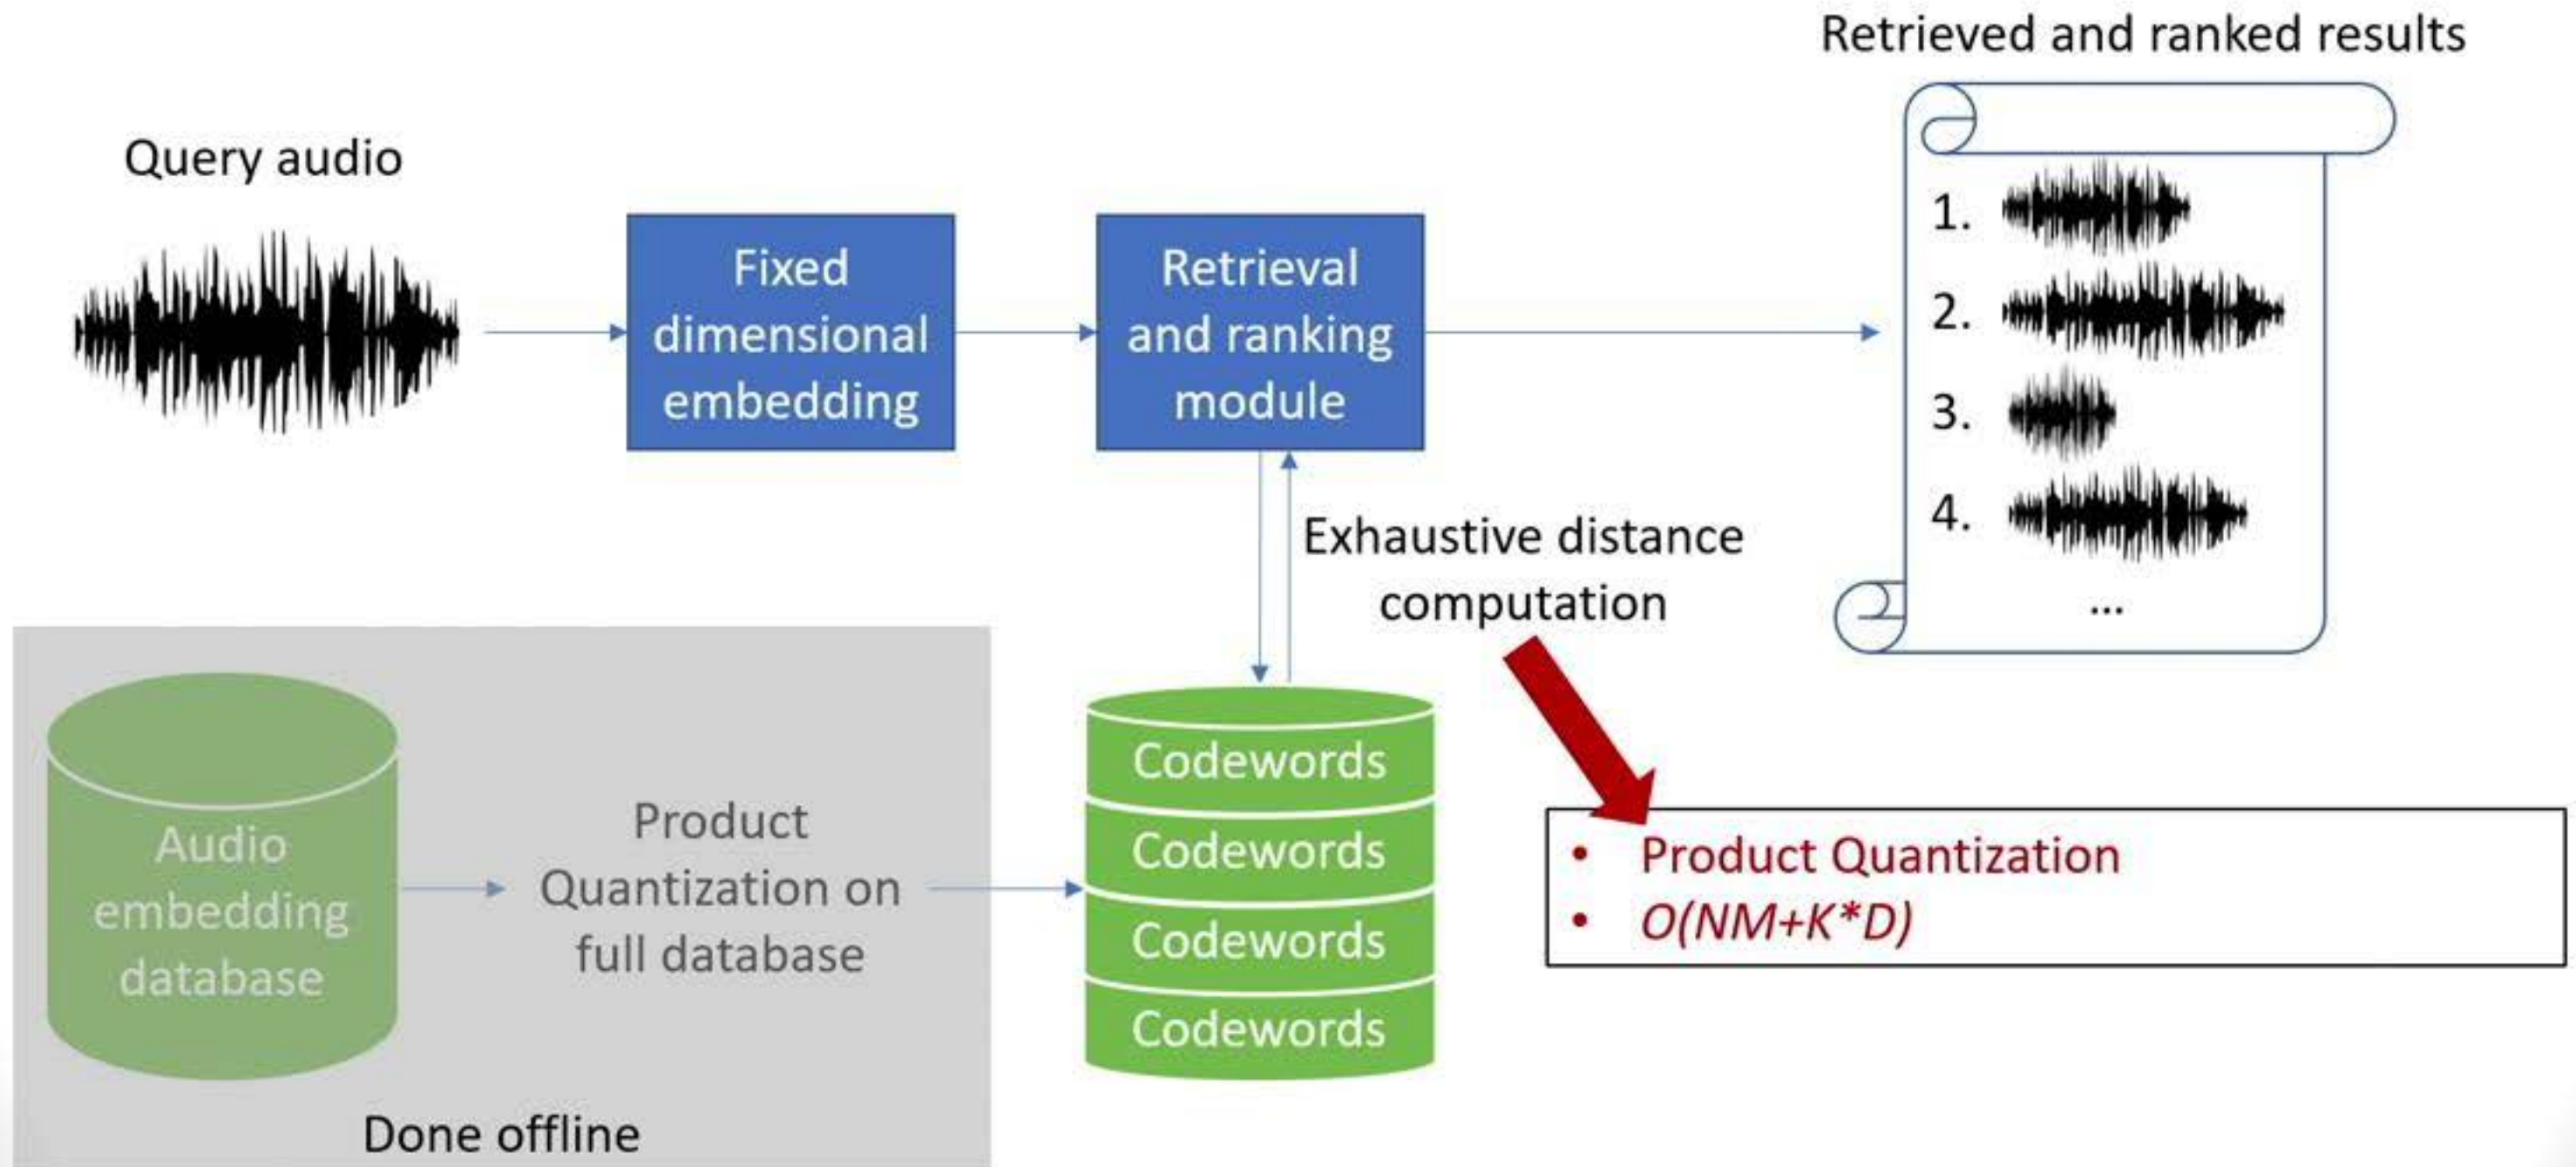 Retrieved and ranked results
Query audio
Fixed
dimensional
embedding
Retrieval
and ranking
module
1.
2.
3.
4.
...
Exhaustive distance
computation
Audio
embedding
database
Product
Quantization on
full database
Done offline
Codewords
Codewords
Codewords
Codewords
• Product Quantization
• O(NM+K*D)